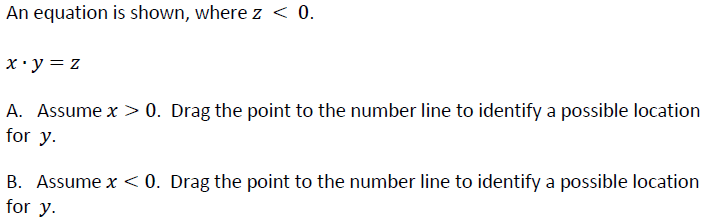 An equation is shown, where z < 0.
x · y = z
A. Assume x > 0. Drag the point to the number line to identify a possible location
for y.
B. Assume x < 0. Drag the point to the number line to identify a possible location
for y.